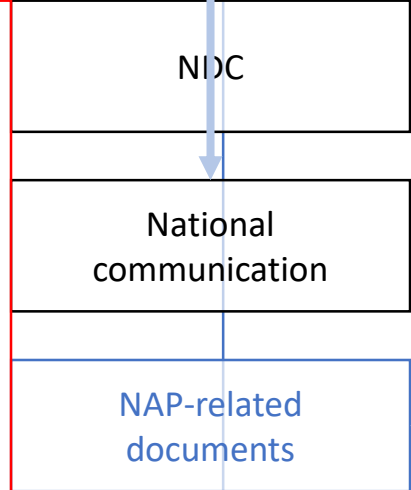 NDC
National
communication
NAP-related
documents